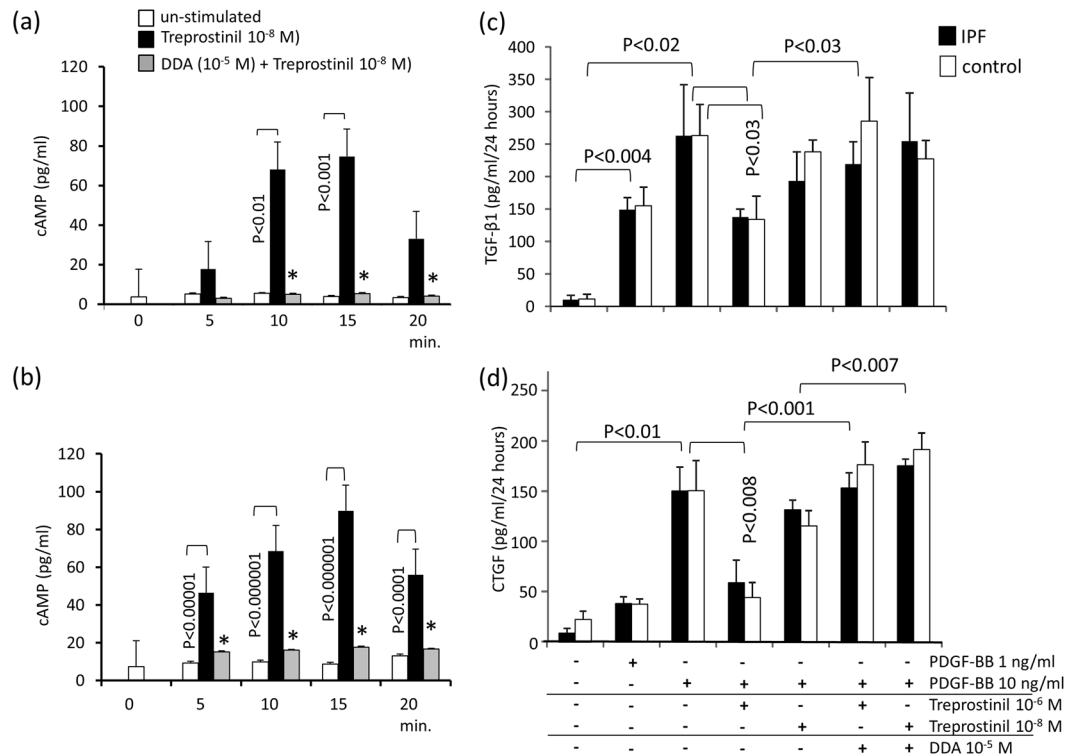 (a)
un-stimulated
Treprostinil 10⁻⁸ M)
DDA (10⁻⁵ M) + Treprostinil 10⁻⁸ M)
cAMP (pg/ml)
120
100
80
60
40
20
0
P<0.01
P<0.001
* * *
0 5 10 15 20
min.
(b)
cAMP (pg/ml)
120
100
80
60
40
20
0
P<0.00001
P<0.000001
P<0.000001
P<0.0001
* * * *
0 5 10 15 20
min.
(c)
IPF
control
TGF-β1 (pg/ml/24 hours)
400
350
300
250
200
150
100
50
0
P<0.02
P<0.03
P<0.004
P<0.03
(d)
CTGF (pg/ml/24 hours)
250
200
150
100
50
0
P<0.007
P<0.001
P<0.01
P<0.008
- + - - - - - PDGF-BB 1 ng/ml
- - + + + + + PDGF-BB 10 ng/ml
- - - + - + - Treprostinil 10⁻⁶ M
- - - - + - + Treprostinil 10⁻⁸ M
- - - - - + + DDA 10⁻⁵ M